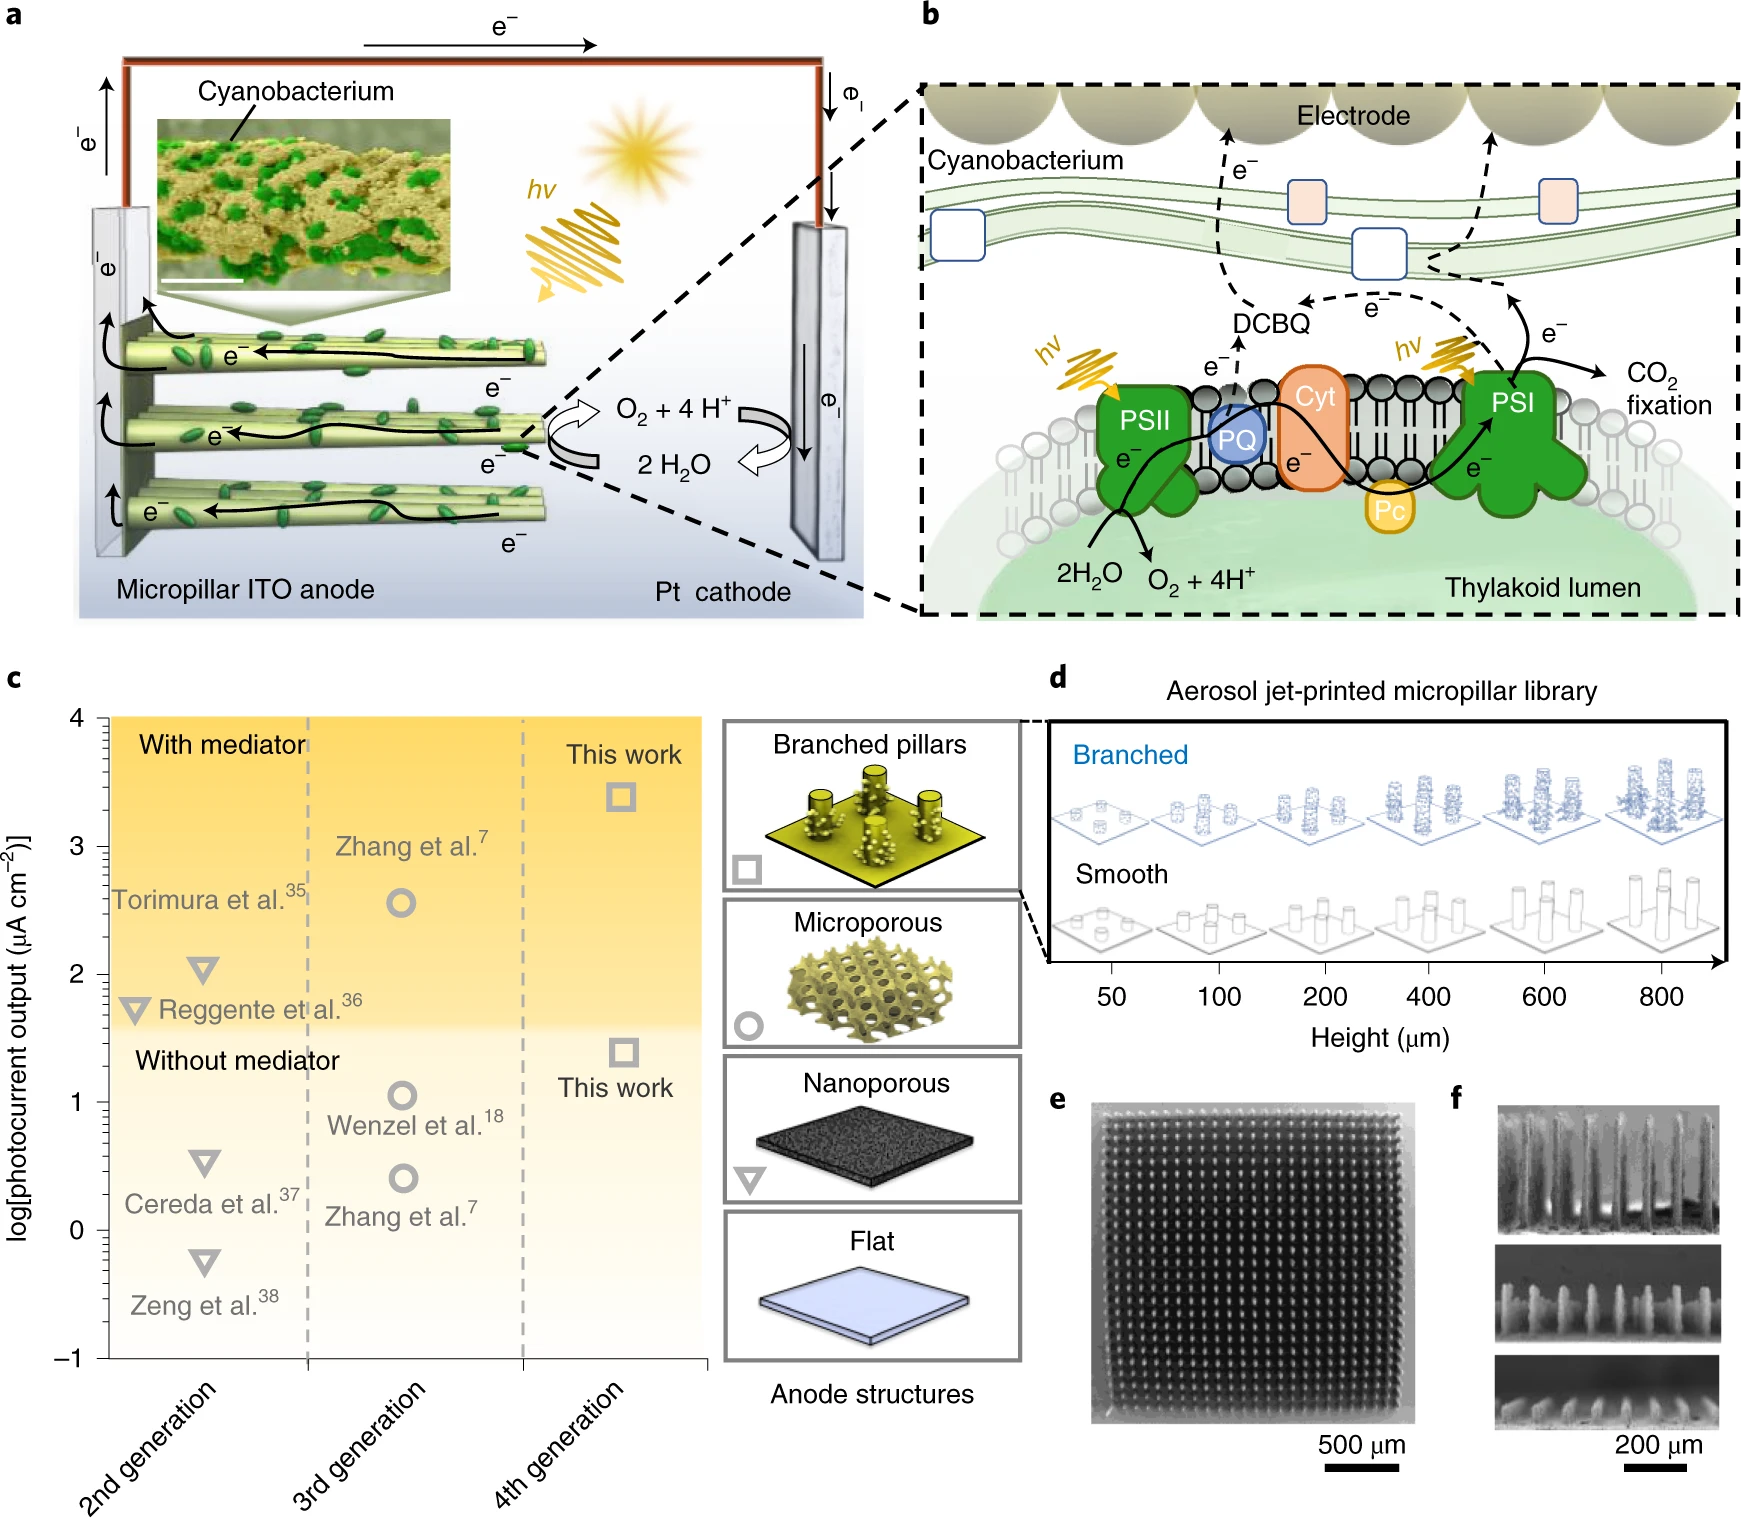 a
e⁻
Cyanobacterium
e⁻
e⁻
hv
e⁻
e⁻
e⁻
e⁻
O₂ + 4 H⁺
e⁻
e⁻
2 H₂O
e⁻
e⁻
Micropillar ITO anode
Pt cathode
b
Electrode
Cyanobacterium
e⁻
e⁻
DCBQ
e⁻
hv
hv
e⁻
CO₂
fixation
PSII
PQ
Cyt
PSI
e⁻
e⁻
e⁻
Pc
2H₂O
O₂ + 4H⁺
Thylakoid lumen
c
log[photocurrent output (μA cm⁻²)]
4
3
2
1
0
–1
With mediator
This work
Zhang et al.⁷
Torimura et al.³⁵
Reggente et al.³⁶
Without mediator
This work
Wenzel et al.¹⁸
Cereda et al.³⁷
Zhang et al.⁷
Zeng et al.³⁸
2nd generation
3rd generation
4th generation
Branched pillars
Microporous
Nanoporous
Flat
Anode structures
d
Aerosol jet-printed micropillar library
Branched
Smooth
50 100 200 400 600 800
Height (μm)
e
500 μm
f
200 μm